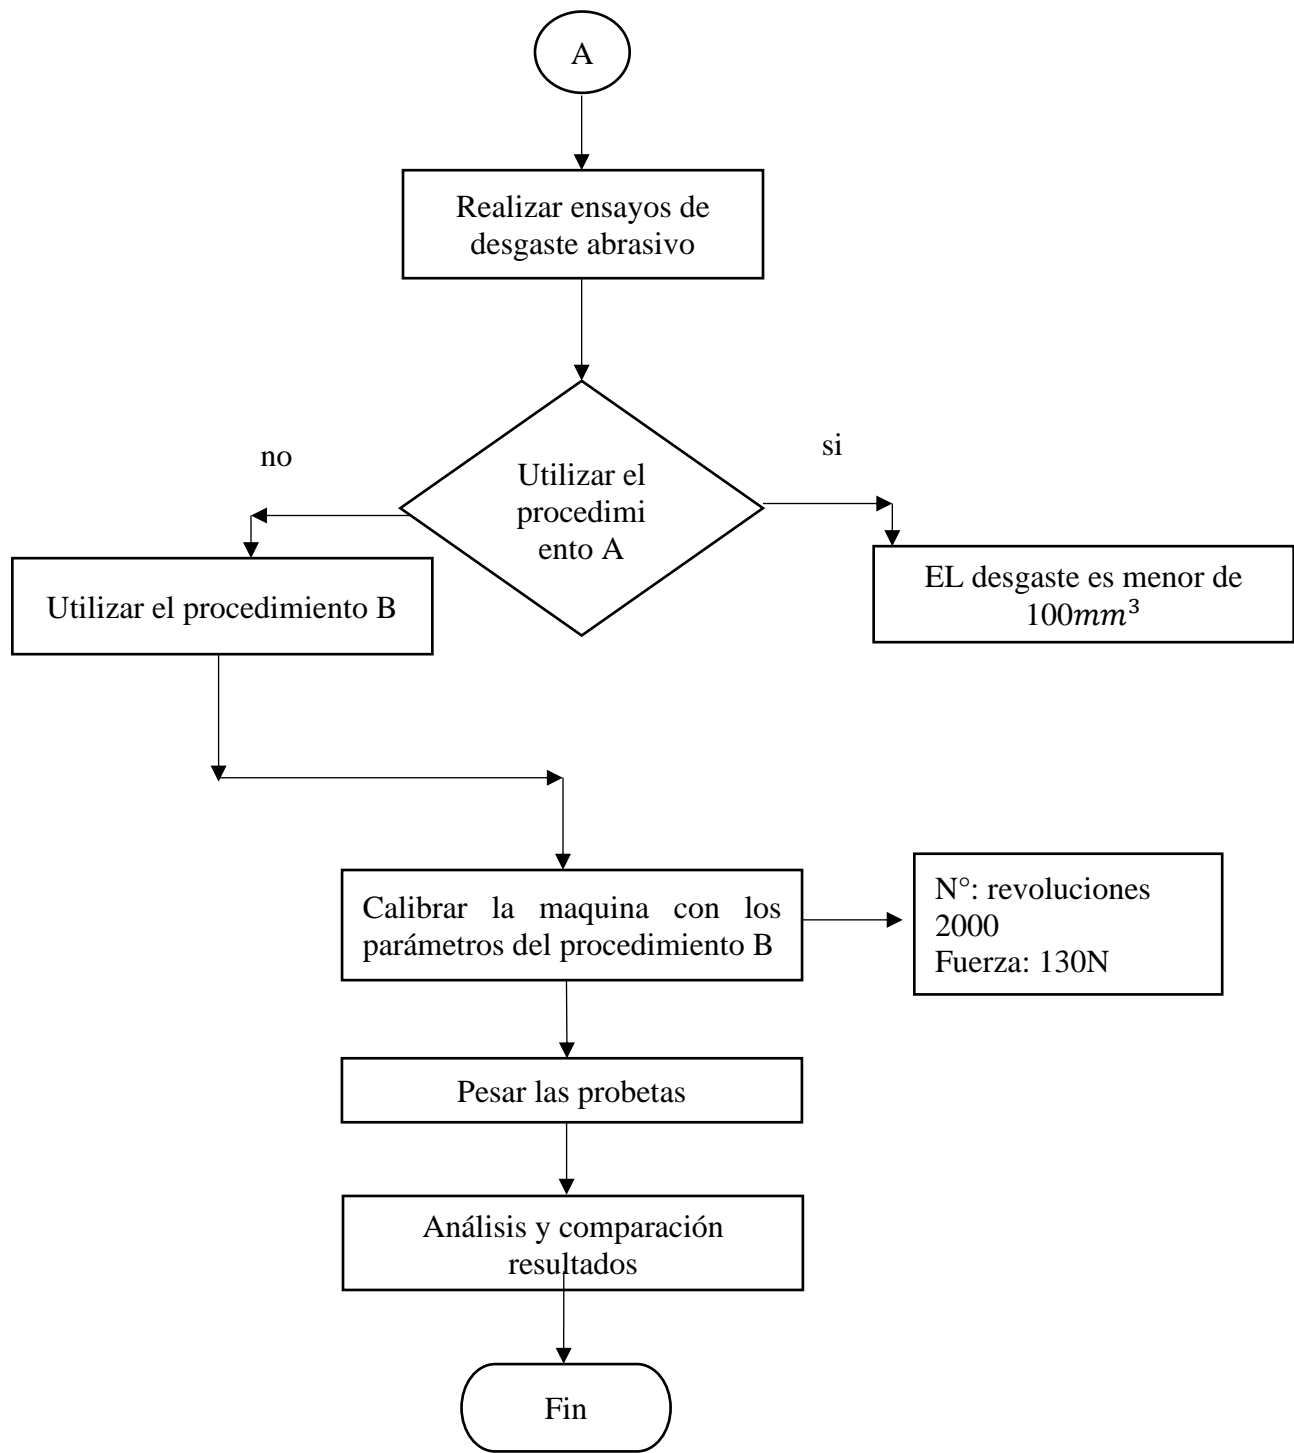 A
Realizar ensayos de
desgaste abrasivo
no
si
Utilizar el
procedimi
ento A
Utilizar el procedimiento B
EL desgaste es menor de
100𝑚𝑚³
Calibrar la maquina con los
parámetros del procedimiento B
N°: revoluciones
2000
Fuerza: 130N
Pesar las probetas
Análisis y comparación
resultados
Fin